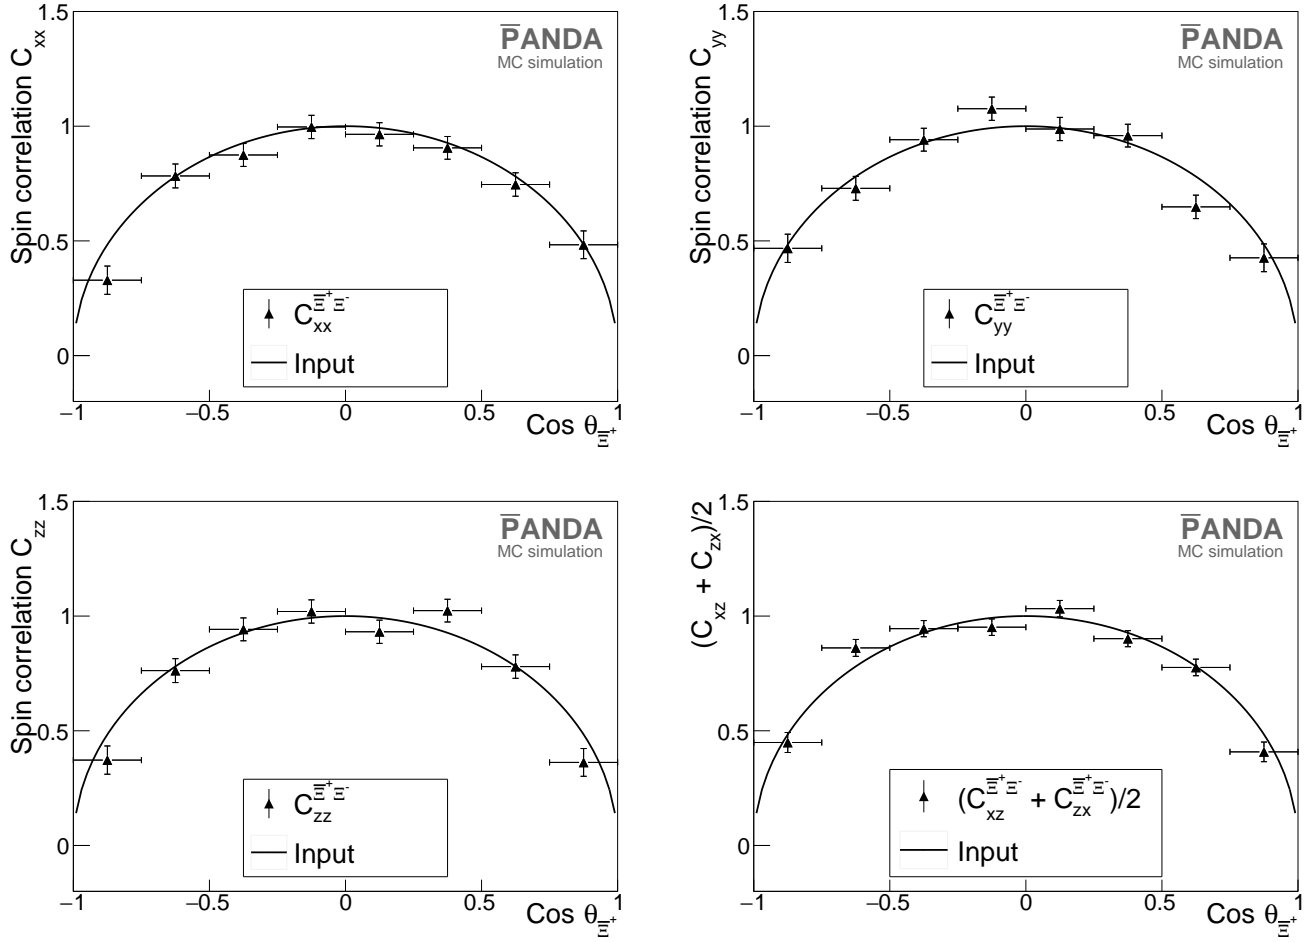 Spin correlation C_xx
1.5
1
0.5
0
P̅ANDA
MC simulation
C_xx^Ξ̅⁺Ξ⁻
Input
−1 −0.5 0 0.5 1
Cos θ_Ξ̅⁺
Spin correlation C_yy
1.5
1
0.5
0
P̅ANDA
MC simulation
C_yy^Ξ̅⁺Ξ⁻
Input
−1 −0.5 0 0.5 1
Cos θ_Ξ̅⁺
Spin correlation C_zz
1.5
1
0.5
0
P̅ANDA
MC simulation
C_zz^Ξ̅⁺Ξ⁻
Input
−1 −0.5 0 0.5 1
Cos θ_Ξ̅⁺
(C_xz + C_zx)/2
1.5
1
0.5
0
P̅ANDA
MC simulation
(C_xz^Ξ̅⁺Ξ⁻ + C_zx^Ξ̅⁺Ξ⁻)/2
Input
−1 −0.5 0 0.5 1
Cos θ_Ξ̅⁺